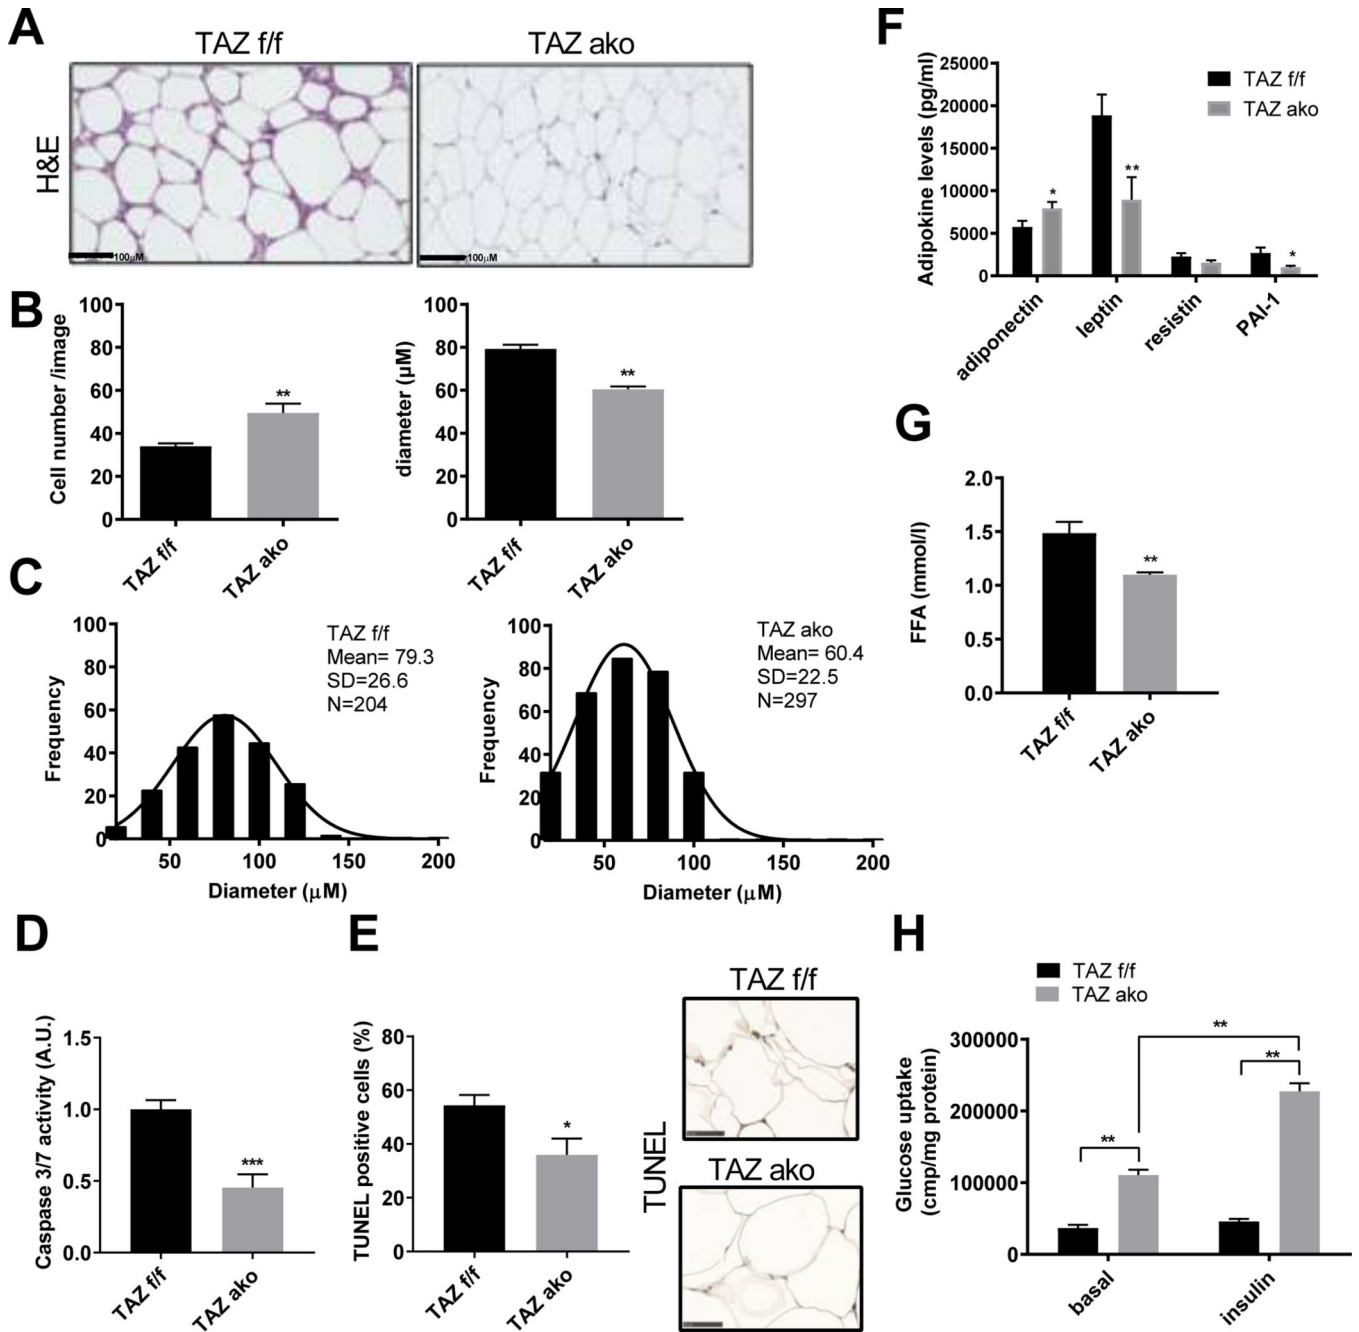 A
TAZ f/f
TAZ ako
H&E
100µM
100µM
B
Cell number /image
100
80
60
40
20
0
**
TAZ f/f
TAZ ako
diameter (µM)
100
80
60
40
20
0
**
TAZ f/f
TAZ ako
C
Frequency
100
80
60
40
20
0
TAZ f/f
Mean= 79.3
SD=26.6
N=204
50
100
150
200
Diameter (µM)
Frequency
100
80
60
40
20
0
TAZ ako
Mean= 60.4
SD=22.5
N=297
50
100
150
200
Diameter (µM)
D
Caspase 3/7 activity (A.U.)
1.5
1.0
0.5
0.0
***
TAZ f/f
TAZ ako
E
TUNEL positive cells (%)
80
60
40
20
0
*
TAZ f/f
TAZ ako
TUNEL
TAZ f/f
TAZ ako
F
Adipokine levels (pg/ml)
25000
20000
15000
10000
5000
0
TAZ f/f
TAZ ako
*
**
*
adiponectin
leptin
resistin
PAI-1
G
FFA (mmol/l)
2.0
1.5
1.0
0.5
0.0
**
TAZ f/f
TAZ ako
H
TAZ f/f
TAZ ako
Glucose uptake
(cmp/mg protein)
300000
200000
100000
0
**
**
**
basal
insulin